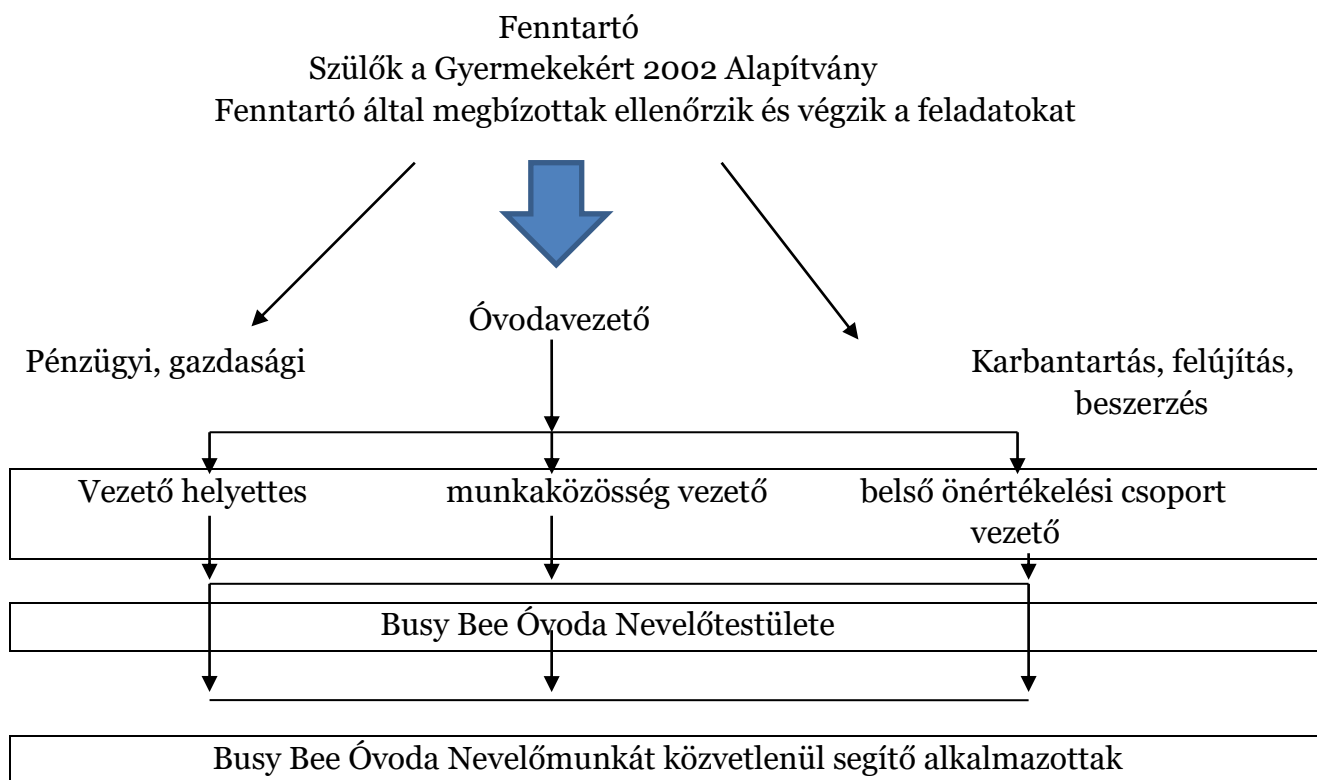 Fenntartó
Szülők a Gyermekekért 2002 Alapítvány
Fenntartó által megbízottak ellenőrzik és végzik a feladatokat
Óvodavezető
Pénzügyi, gazdasági
Karbantartás, felújítás,
beszerzés
Vezető helyettes
munkaközösség vezető
belső önértékelési csoport
vezető
Busy Bee Óvoda Nevelőtestülete
Busy Bee Óvoda Nevelőmunkát közvetlenül segítő alkalmazottak